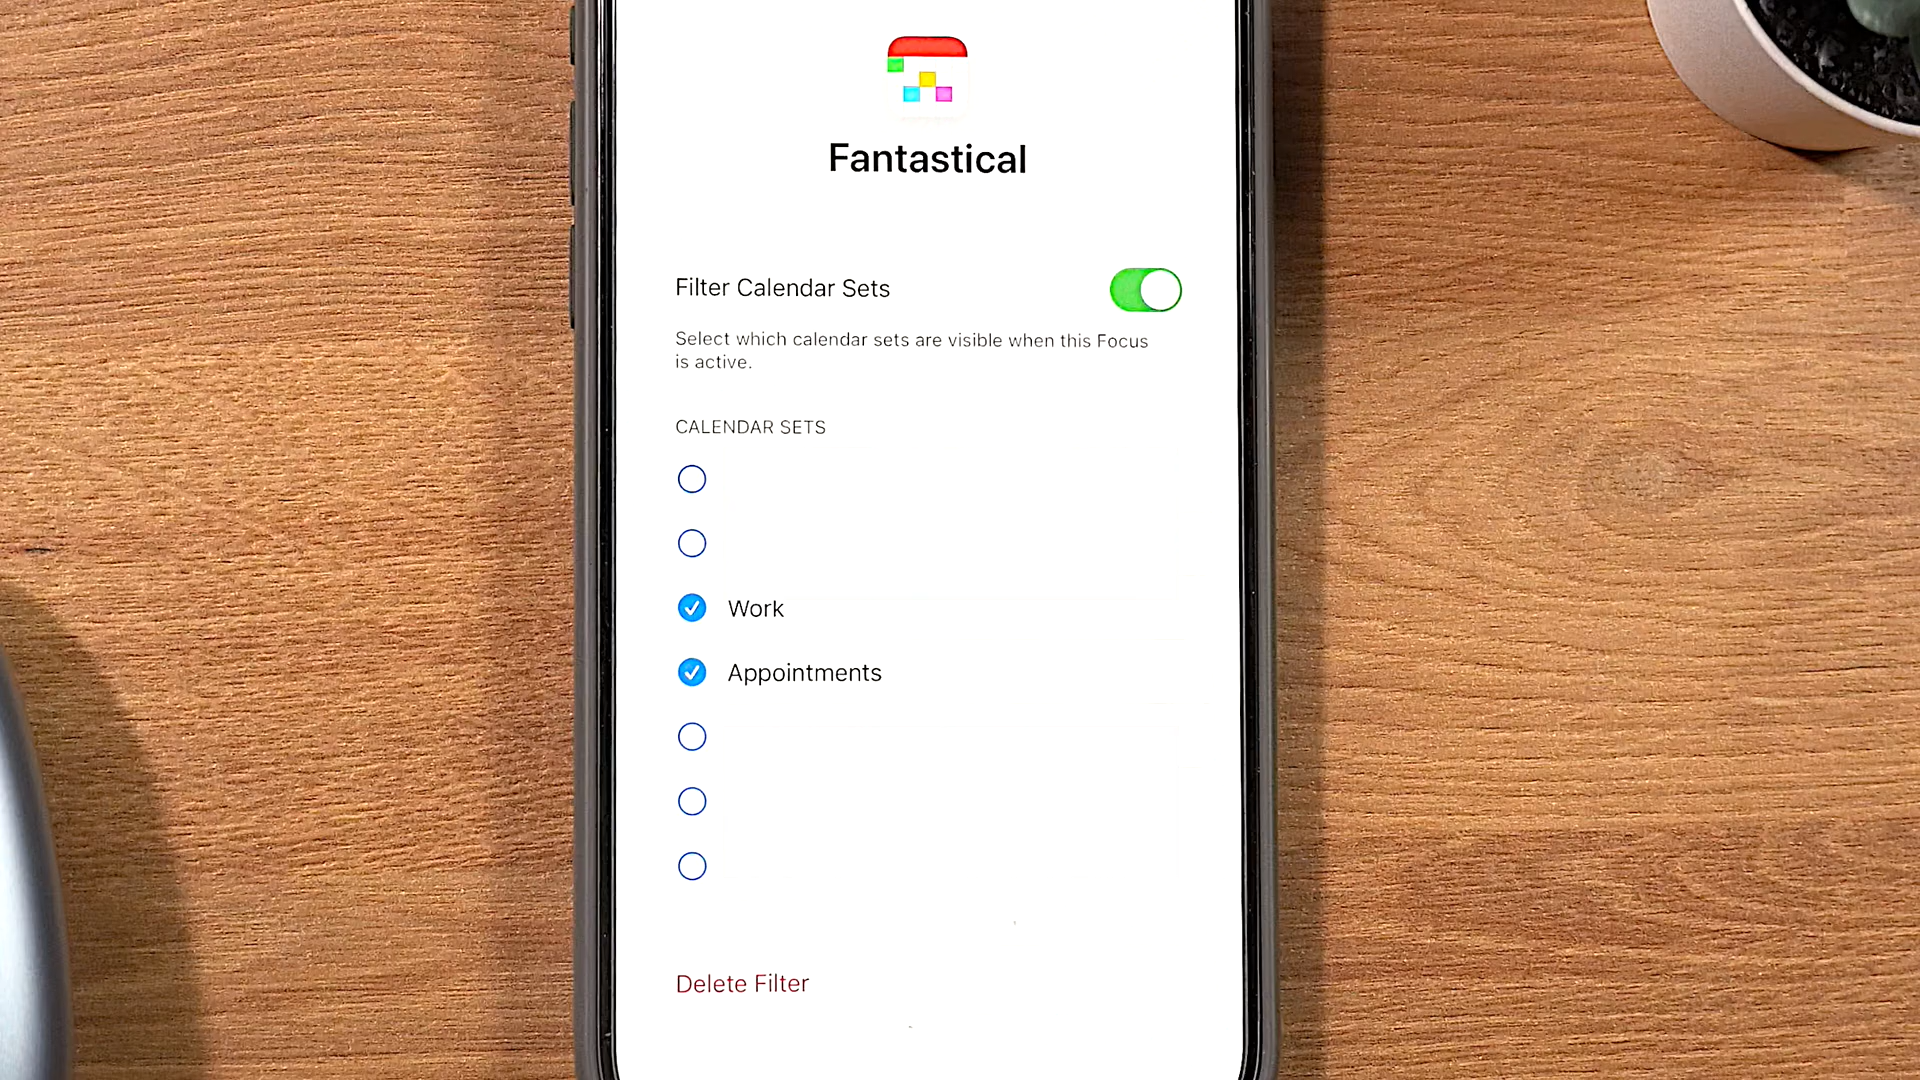 Fantastical
Filter Calendar Sets
Select which calendar sets are visible when this Focus
is active.
CALENDAR SETS
Work
Appointments
Delete Filter